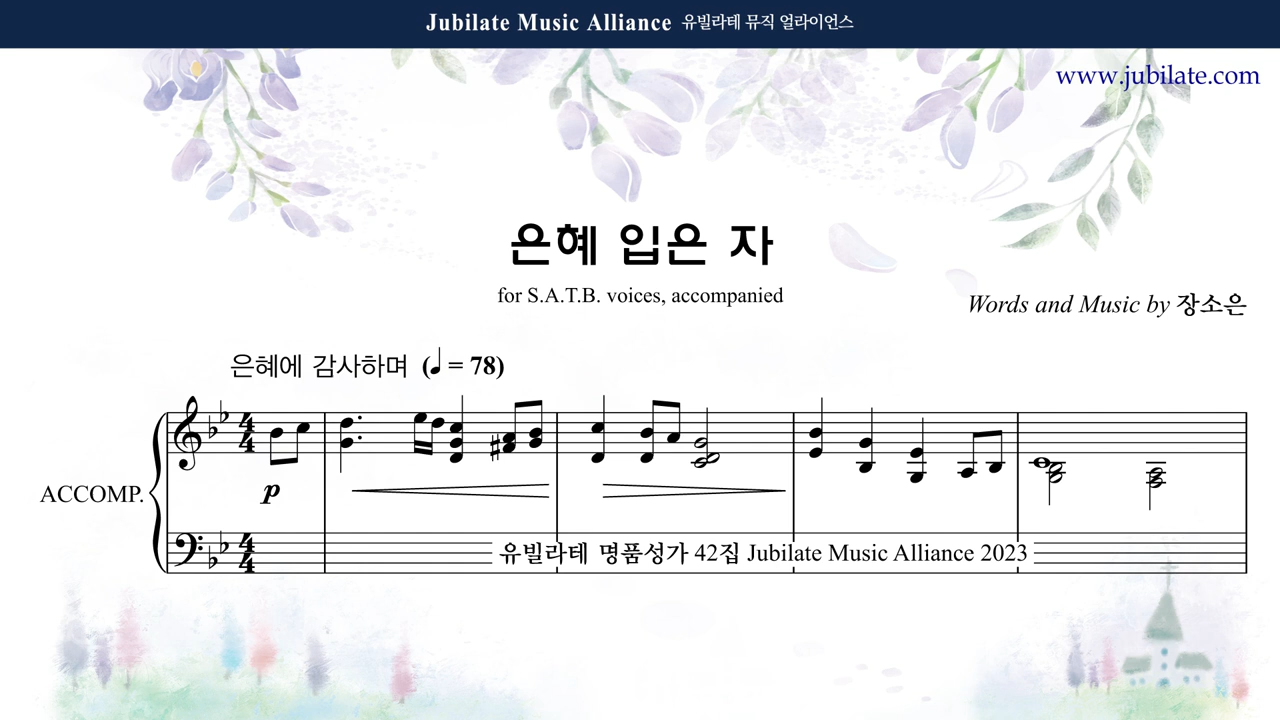 Jubilate Music Alliance 유빌라테 뮤직 얼라이언스
www.jubilate.com
은혜 입은 자
for S.A.T.B. voices, accompanied
Words and Music by 장소은
은혜에 감사하며 (♩ = 78)
p
ACCOMP.
유빌라테 명품성가 42집 Jubilate Music Alliance 2023